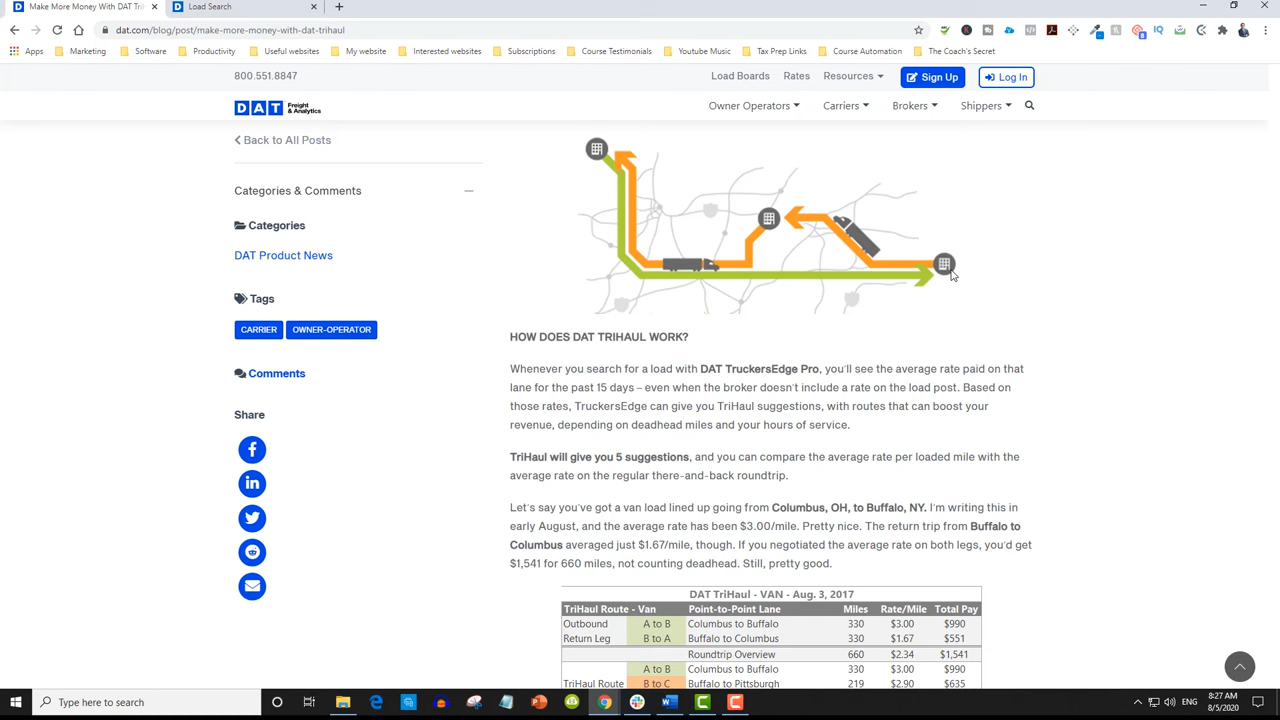 Make More Money With DAT Tri
Load Search
dat.com/blog/post/make-more-money-with-dat-trihaul
Apps
Marketing
Software
Productivity
Useful websites
My website
Interested websites
Subscriptions
Course Testimonials
Youtube Music
Tax Prep Links
Course Automation
The Coach's Secret
800.551.8847
Load Boards
Rates
Resources
Sign Up
Log In
DAT Freight & Analytics
Owner Operators
Carriers
Brokers
Shippers
Back to All Posts
Categories & Comments
Categories
DAT Product News
Tags
CARRIER
OWNER-OPERATOR
Comments
Share
HOW DOES DAT TRIHAUL WORK?
Whenever you search for a load with DAT TruckersEdge Pro, you'll see the average rate paid on that
lane for the past 15 days – even when the broker doesn't include a rate on the load post. Based on
those rates, TruckersEdge can give you TriHaul suggestions, with routes that can boost your
revenue, depending on deadhead miles and your hours of service.
TriHaul will give you 5 suggestions, and you can compare the average rate per loaded mile with the
average rate on the regular there-and-back roundtrip.
Let's say you've got a van load lined up going from Columbus, OH, to Buffalo, NY. I'm writing this in
early August, and the average rate has been $3.00/mile. Pretty nice. The return trip from Buffalo to
Columbus averaged just $1.67/mile, though. If you negotiated the average rate on both legs, you'd get
$1,541 for 660 miles, not counting deadhead. Still, pretty good.
DAT TriHaul - VAN - Aug. 3, 2017
TriHaul Route - Van Point-to-Point Lane Miles Rate/Mile Total Pay
Outbound A to B Columbus to Buffalo 330 $3.00 $990
Return Leg B to A Buffalo to Columbus 330 $1.67 $551
Roundtrip Overview 660 $2.34 $1,541
A to B Columbus to Buffalo 330 $3.00 $990
TriHaul Route B to C Buffalo to Pittsburgh 219 $2.90 $635
Type here to search
ENG
8:27 AM
8/5/2020